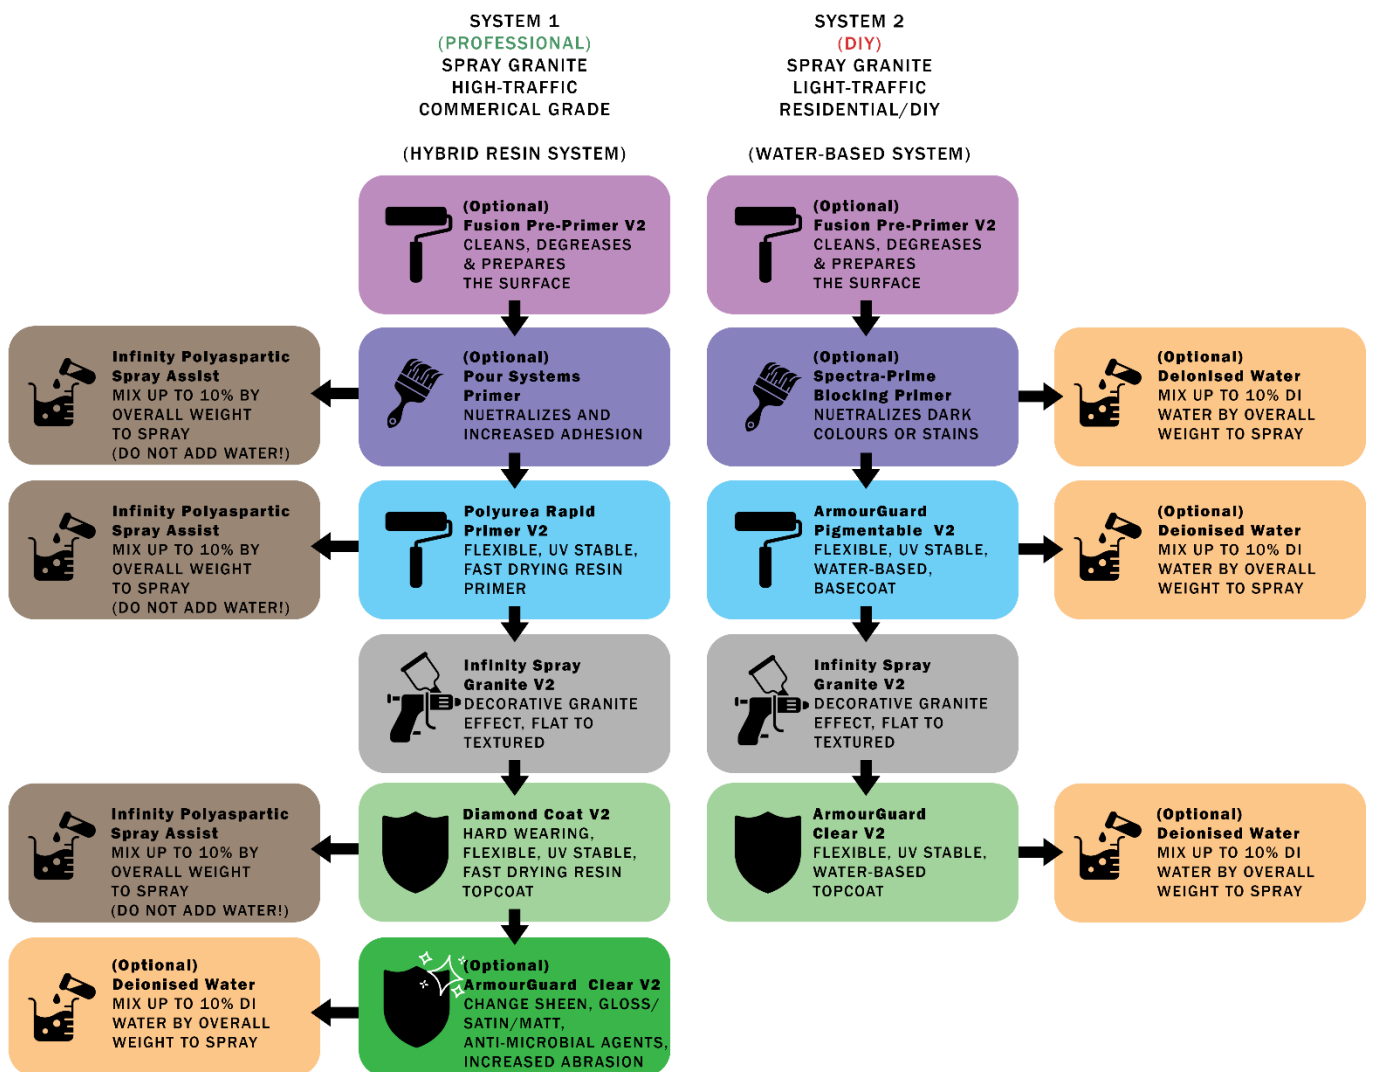 SYSTEM 1
(PROFESSIONAL)
SPRAY GRANITE
HIGH-TRAFFIC
COMMERICAL GRADE
(HYBRID RESIN SYSTEM)
SYSTEM 2
(DIY)
SPRAY GRANITE
LIGHT-TRAFFIC
RESIDENTIAL/DIY
(WATER-BASED SYSTEM)
(Optional)
Fusion Pre-Primer V2
CLEANS, DEGREASES
& PREPARES
THE SURFACE
(Optional)
Fusion Pre-Primer V2
CLEANS, DEGREASES
& PREPARES
THE SURFACE
Infinity Polyaspartic
Spray Assist
MIX UP TO 10% BY
OVERALL WEIGHT
TO SPRAY
(DO NOT ADD WATER!)
(Optional)
Pour Systems
Primer
NUETRALIZES AND
INCREASED ADHESION
(Optional)
Spectra-Prime
Blocking Primer
NUETRALIZES DARK
COLOURS OR STAINS
(Optional)
Deionised Water
MIX UP TO 10% DI
WATER BY OVERALL
WEIGHT TO SPRAY
Infinity Polyaspartic
Spray Assist
MIX UP TO 10% BY
OVERALL WEIGHT
TO SPRAY
(DO NOT ADD WATER!)
Polyurea Rapid
Primer V2
FLEXIBLE, UV STABLE,
FAST DRYING RESIN
PRIMER
ArmourGuard
Pigmentable V2
FLEXIBLE, UV STABLE,
WATER-BASED,
BASECOAT
(Optional)
Deionised Water
MIX UP TO 10% DI
WATER BY OVERALL
WEIGHT TO SPRAY
Infinity Spray
Granite V2
DECORATIVE GRANITE
EFFECT, FLAT TO
TEXTURED
Infinity Spray
Granite V2
DECORATIVE GRANITE
EFFECT, FLAT TO
TEXTURED
Infinity Polyaspartic
Spray Assist
MIX UP TO 10% BY
OVERALL WEIGHT
TO SPRAY
(DO NOT ADD WATER!)
Diamond Coat V2
HARD WEARING,
FLEXIBLE, UV STABLE,
FAST DRYING RESIN
TOPCOAT
ArmourGuard
Clear V2
FLEXIBLE, UV STABLE,
WATER-BASED
TOPCOAT
(Optional)
Deionised Water
MIX UP TO 10% DI
WATER BY OVERALL
WEIGHT TO SPRAY
(Optional)
Deionised Water
MIX UP TO 10% DI
WATER BY OVERALL
WEIGHT TO SPRAY
(Optional)
ArmourGuard Clear V2
CHANGE SHEEN, GLOSS/
SATIN/MATT,
ANTI-MICROBIAL AGENTS,
INCREASED ABRASION